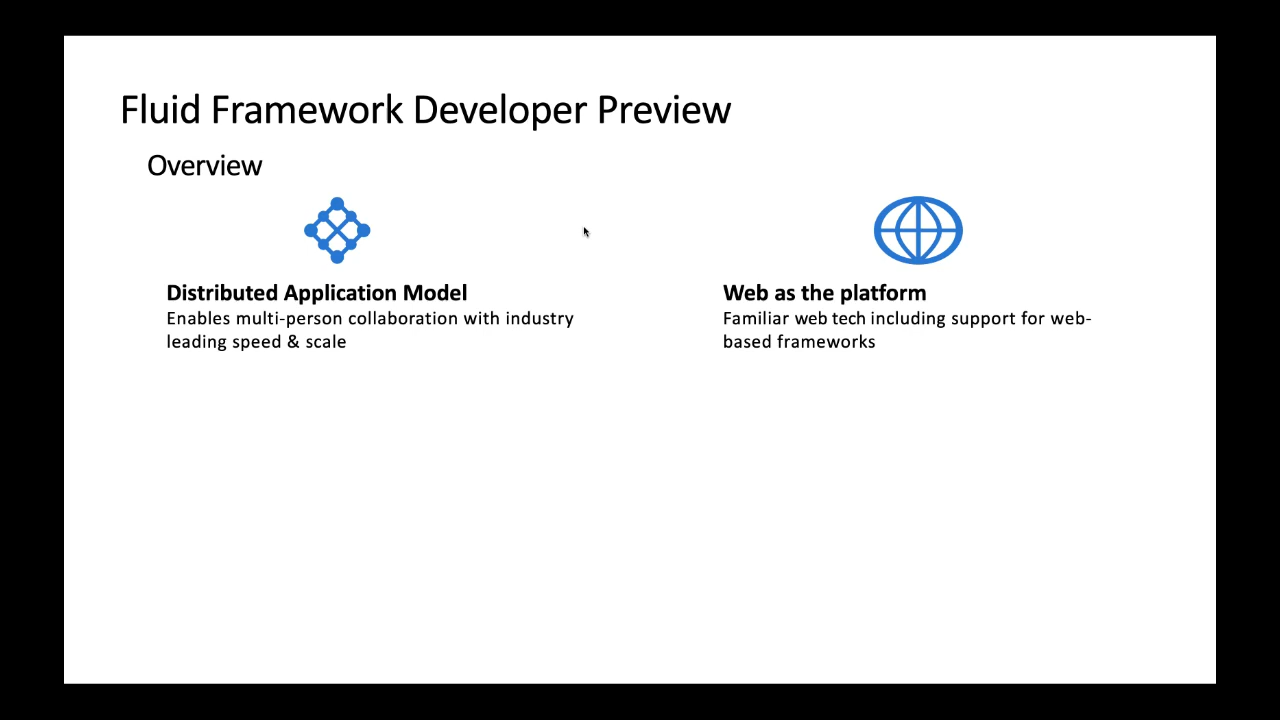 Fluid Framework Developer Preview
Overview
Distributed Application Model
Enables multi-person collaboration with industry
leading speed & scale
Web as the platform
Familiar web tech including support for web-
based frameworks